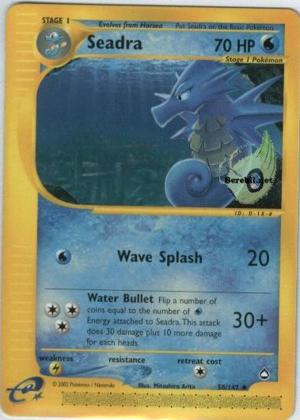 STAGE 1
Evolves from Horsea
Put Seadra on the Basic Pokémon
Seadra
70 HP
Stage 1 Pokémon
Serebii.net
Wave Splash 20
Water Bullet Flip a number of
coins equal to the number of
Energy attached to Seadra. This attack
does 30 damage plus 10 more damage
for each heads.
30+
weakness
resistance
retreat cost
Illus. Mitsuhiro Arita
©2002 Pokémon / Nintendo
e